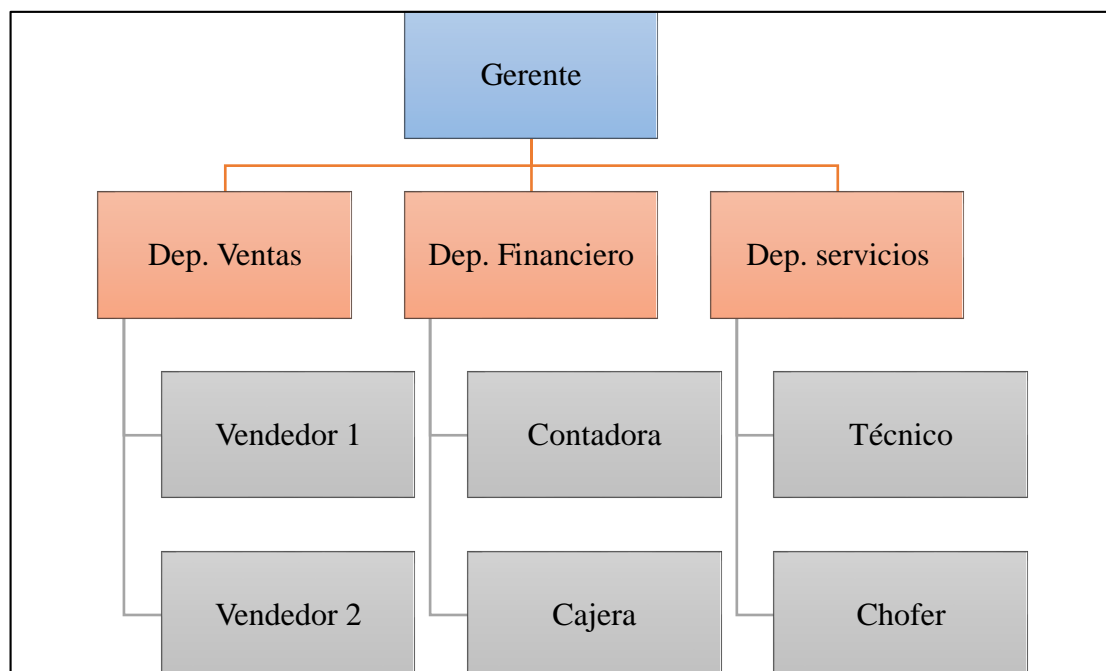 Gerente
Dep. Ventas
Dep. Financiero
Dep. servicios
Vendedor 1
Contadora
Técnico
Vendedor 2
Cajera
Chofer